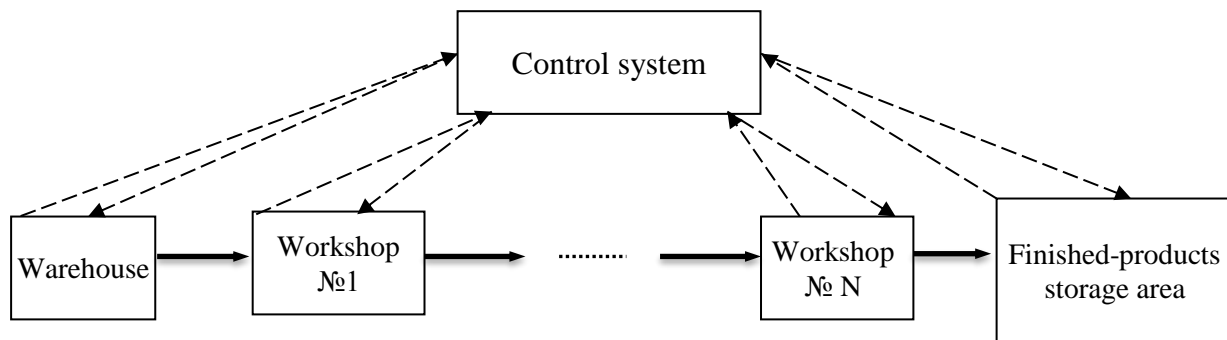 Control system
Warehouse
Workshop
№1
Workshop
№ N
Finished-products
storage area